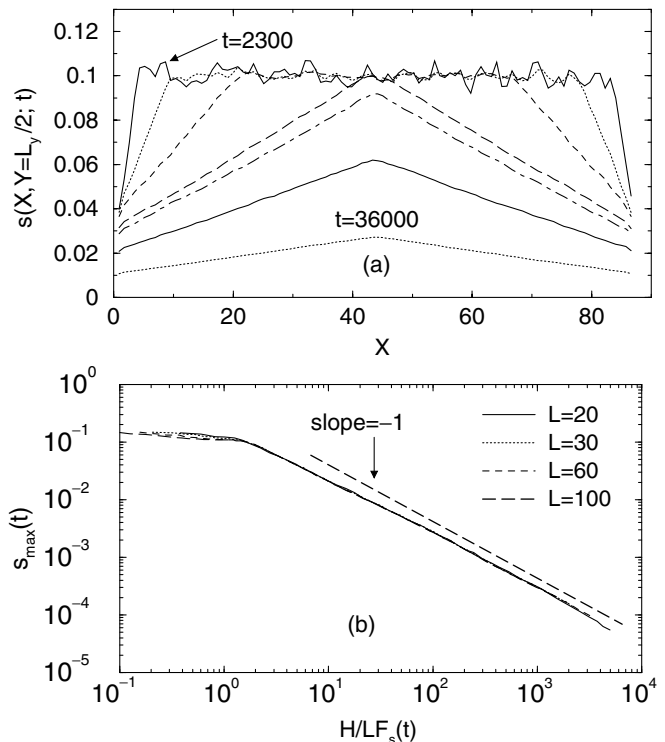 0.12
0.1
0.08
0.06
0.04
0.02
0
s(X,Y=L_y/2; t)
t=2300
t=36000
(a)
0 20 40 60 80
X
10^0
10^−1
10^−2
10^−3
10^−4
10^−5
s_max(t)
slope=−1
L=20
L=30
L=60
L=100
(b)
10^−1 10^0 10^1 10^2 10^3 10^4
H/LF_s(t)